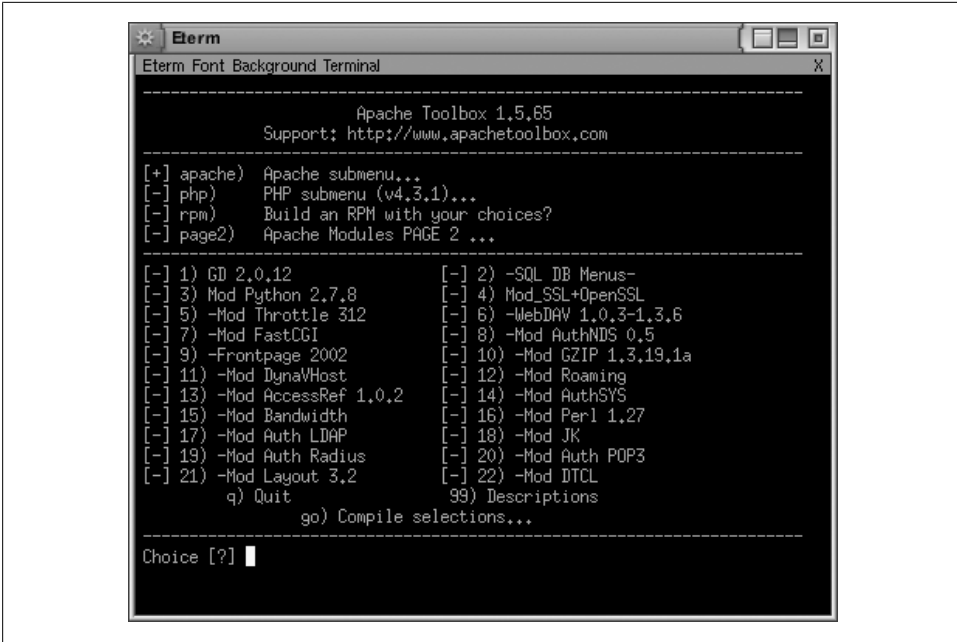 Eterm
Eterm Font Background Terminal X
--------------------------------------------------------------------------------
Apache Toolbox 1.5.65
Support: http://www.apachetoolbox.com
--------------------------------------------------------------------------------
[+] apache) Apache submenu...
[-] php) PHP submenu (v4.3.1)...
[-] rpm) Build an RPM with your choices?
[-] page2) Apache Modules PAGE 2 ...
--------------------------------------------------------------------------------
[-] 1) GD 2.0.12 [-] 2) -SQL DB Menus-
[-] 3) Mod Python 2.7.8 [-] 4) Mod_SSL+OpenSSL
[-] 5) -Mod Throttle 312 [-] 6) -WebDAV 1.0.3-1.3.6
[-] 7) -Mod FastCGI [-] 8) -Mod AuthNDS 0.5
[-] 9) -Frontpage 2002 [-] 10) -Mod GZIP 1.3.19.1a
[-] 11) -Mod DynaVHost [-] 12) -Mod Roaming
[-] 13) -Mod AccessRef 1.0.2 [-] 14) -Mod AuthSYS
[-] 15) -Mod Bandwidth [-] 16) -Mod Perl 1.27
[-] 17) -Mod Auth LDAP [-] 18) -Mod JK
[-] 19) -Mod Auth Radius [-] 20) -Mod Auth POP3
[-] 21) -Mod Layout 3.2 [-] 22) -Mod DTCL
q) Quit 99) Descriptions
go) Compile selections...
--------------------------------------------------------------------------------
Choice [?]